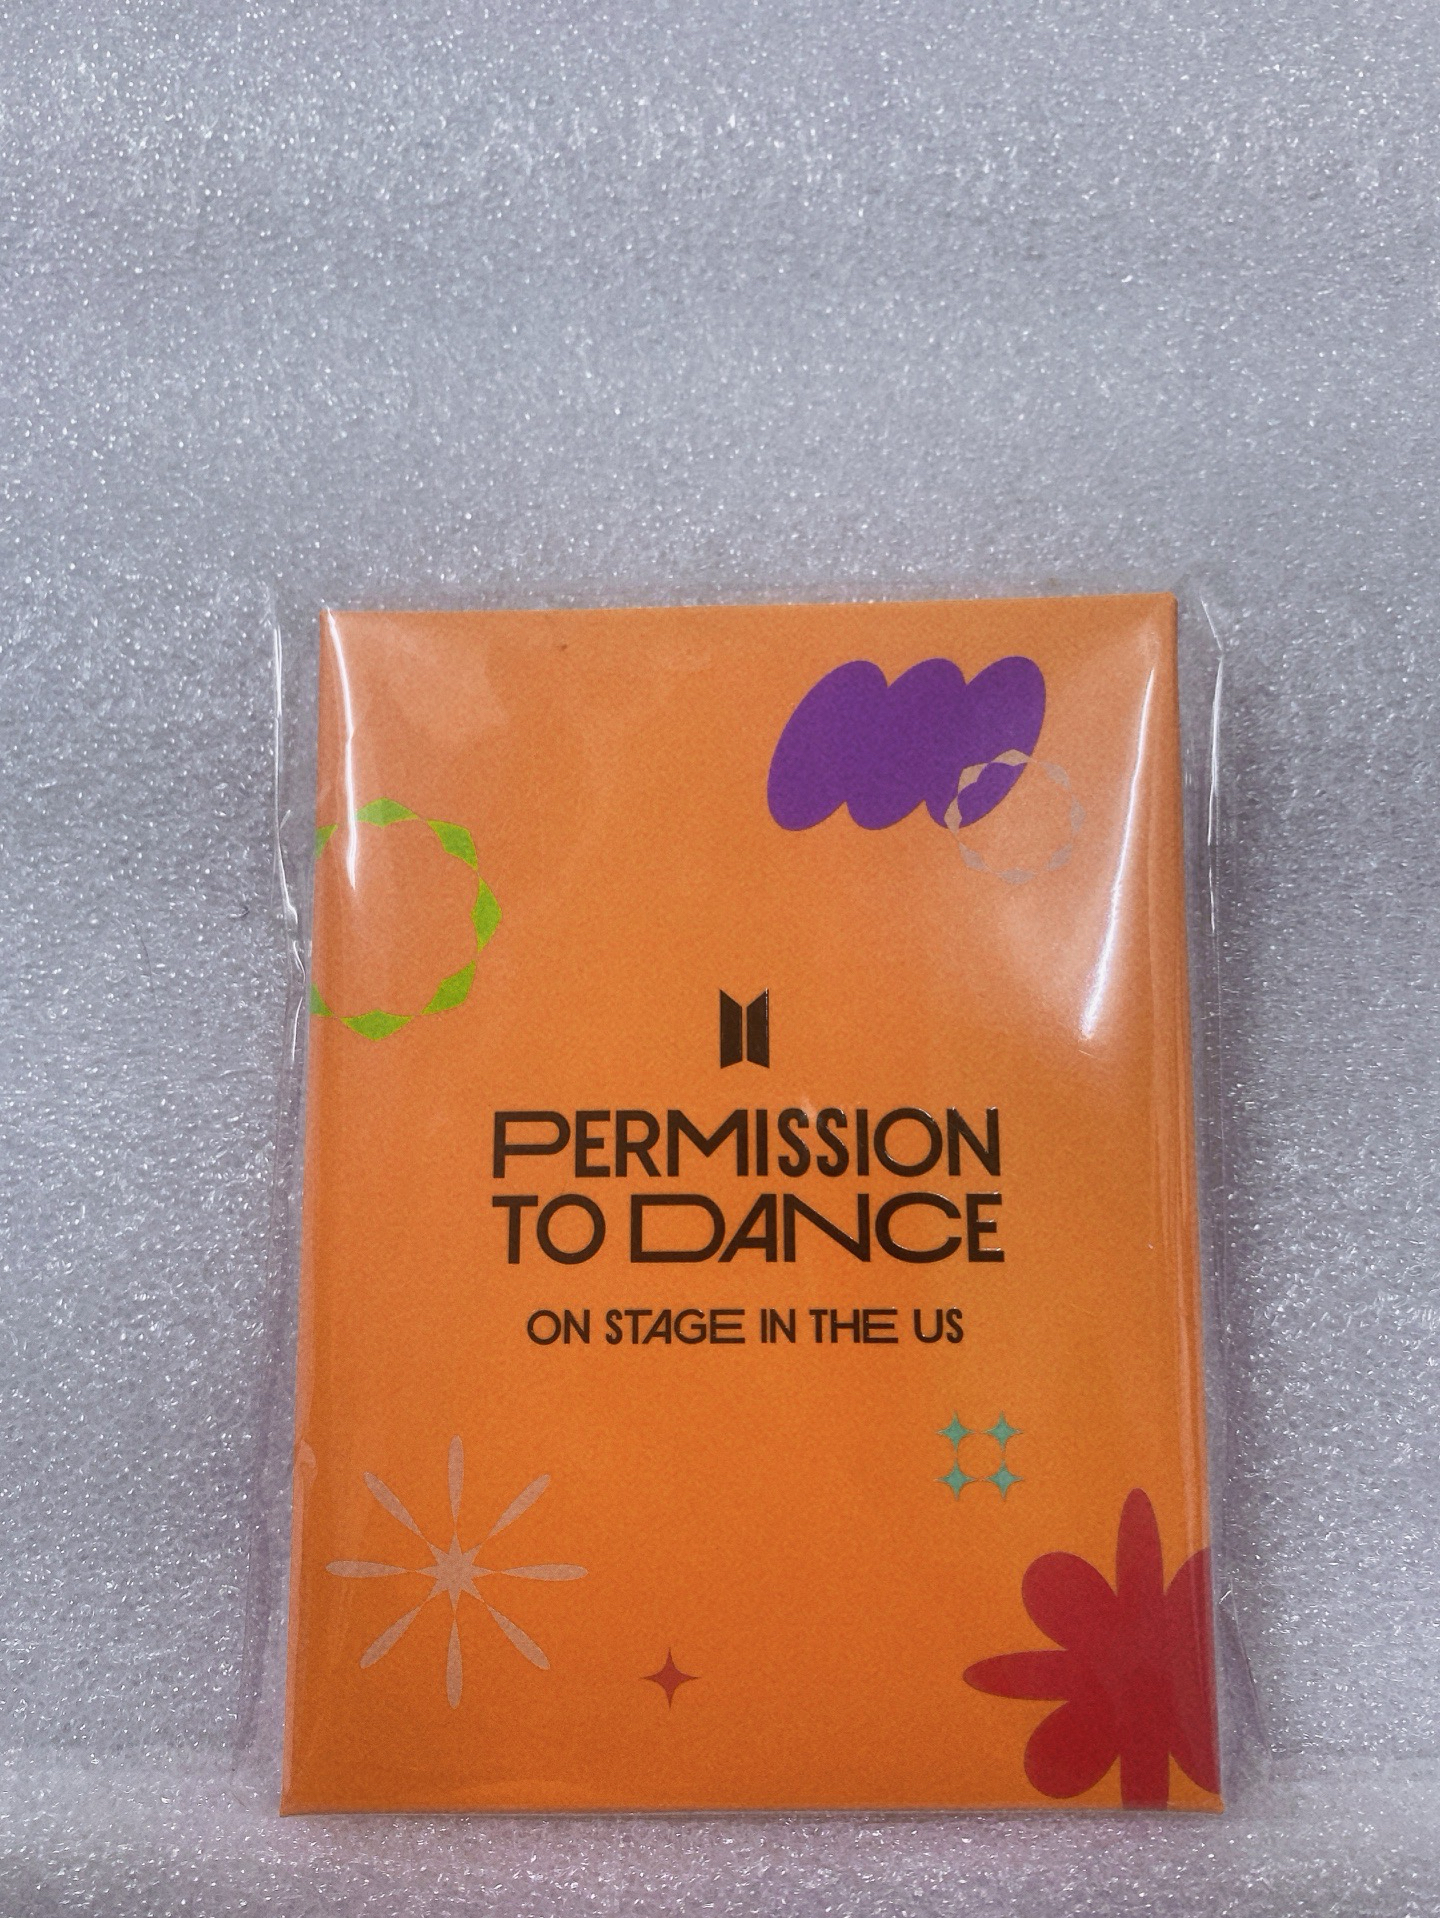 PERMISSION
TO DANCE
ON STAGE IN THE US